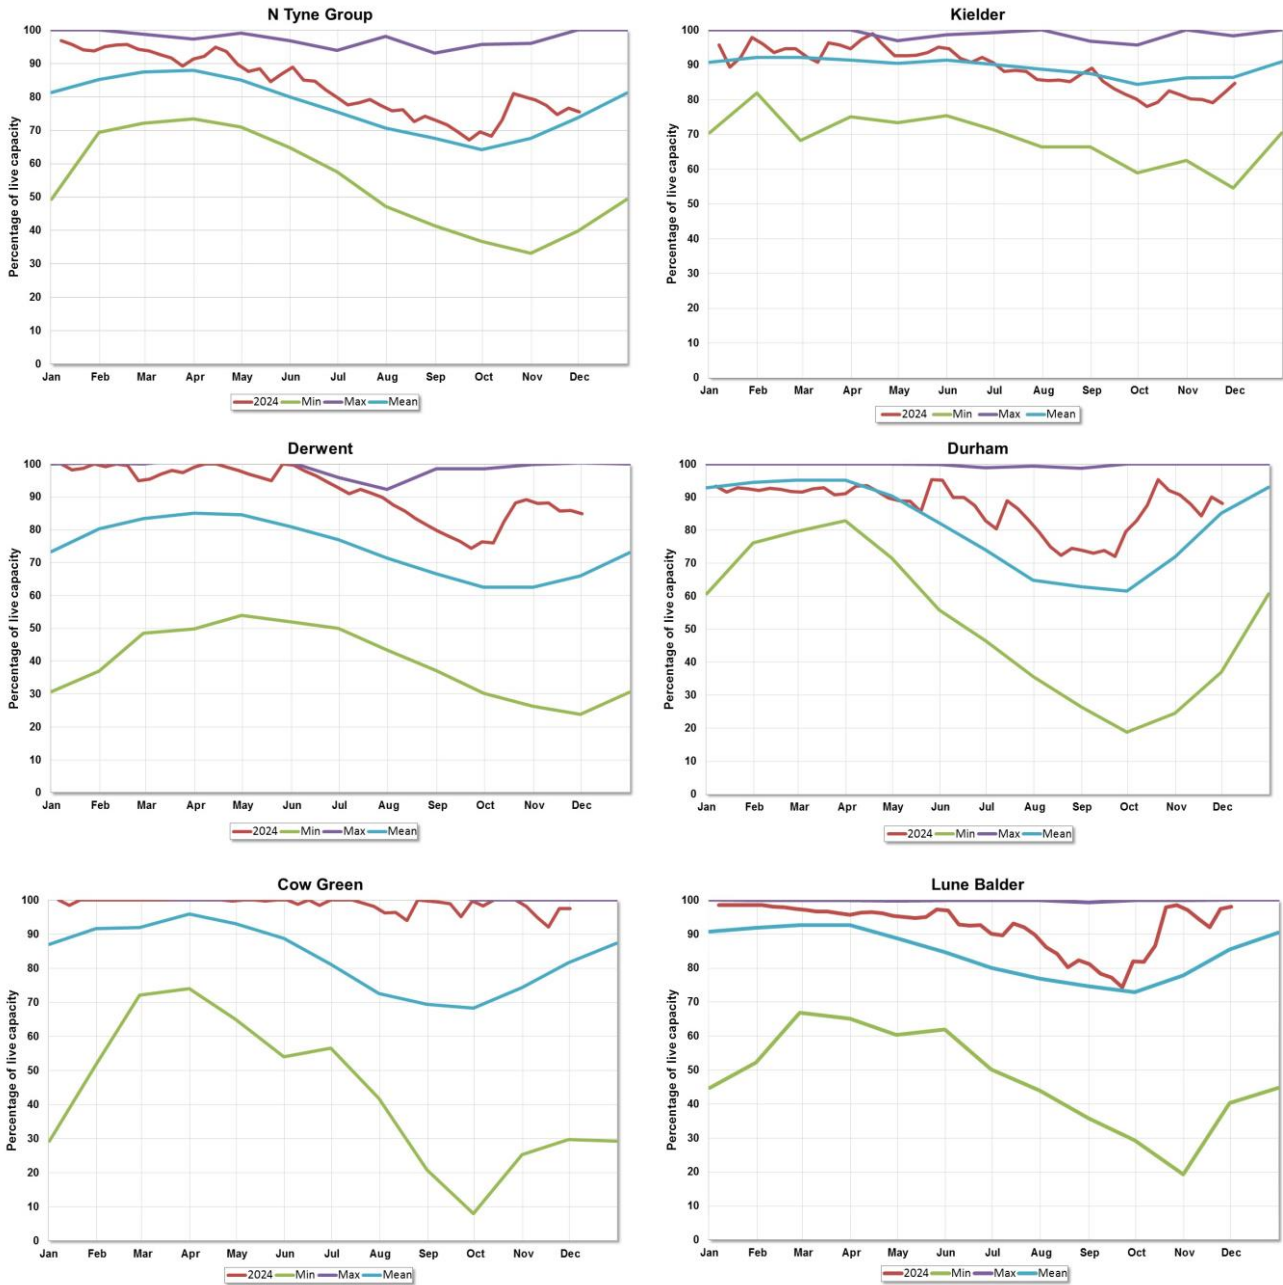 N Tyne Group
Percentage of live capacity
100
90
80
70
60
50
40
30
20
10
0
Jan Feb Mar Apr May Jun Jul Aug Sep Oct Nov Dec
2024 Min Max Mean
Kielder
Percentage of live capacity
100
90
80
70
60
50
40
30
20
10
0
Jan Feb Mar Apr May Jun Jul Aug Sep Oct Nov Dec
2024 Min Max Mean
Derwent
Percentage of live capacity
100
90
80
70
60
50
40
30
20
10
0
Jan Feb Mar Apr May Jun Jul Aug Sep Oct Nov Dec
2024 Min Max Mean
Durham
Percentage of live capacity
100
90
80
70
60
50
40
30
20
10
0
Jan Feb Mar Apr May Jun Jul Aug Sep Oct Nov Dec
2024 Min Max Mean
Cow Green
Percentage of live capacity
100
90
80
70
60
50
40
30
20
10
0
Jan Feb Mar Apr May Jun Jul Aug Sep Oct Nov Dec
2024 Min Max Mean
Lune Balder
Percentage of live capacity
100
90
80
70
60
50
40
30
20
10
0
Jan Feb Mar Apr May Jun Jul Aug Sep Oct Nov Dec
2024 Min Max Mean